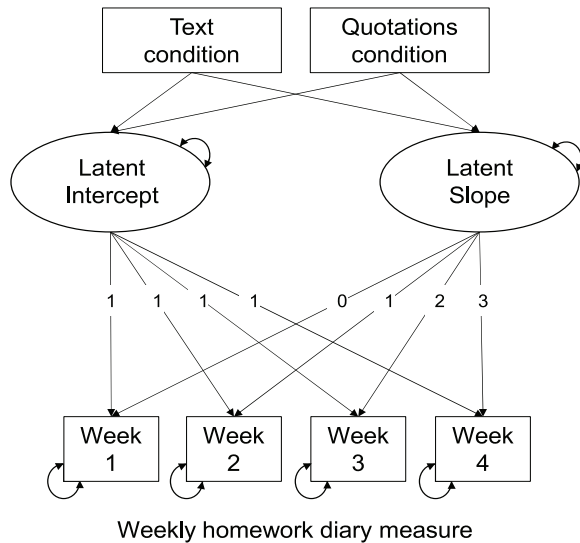 Text
condition
Quotations
condition
Latent
Intercept
Latent
Slope
1 1 1 1 0 1 2 3
Week
1
Week
2
Week
3
Week
4
Weekly homework diary measure